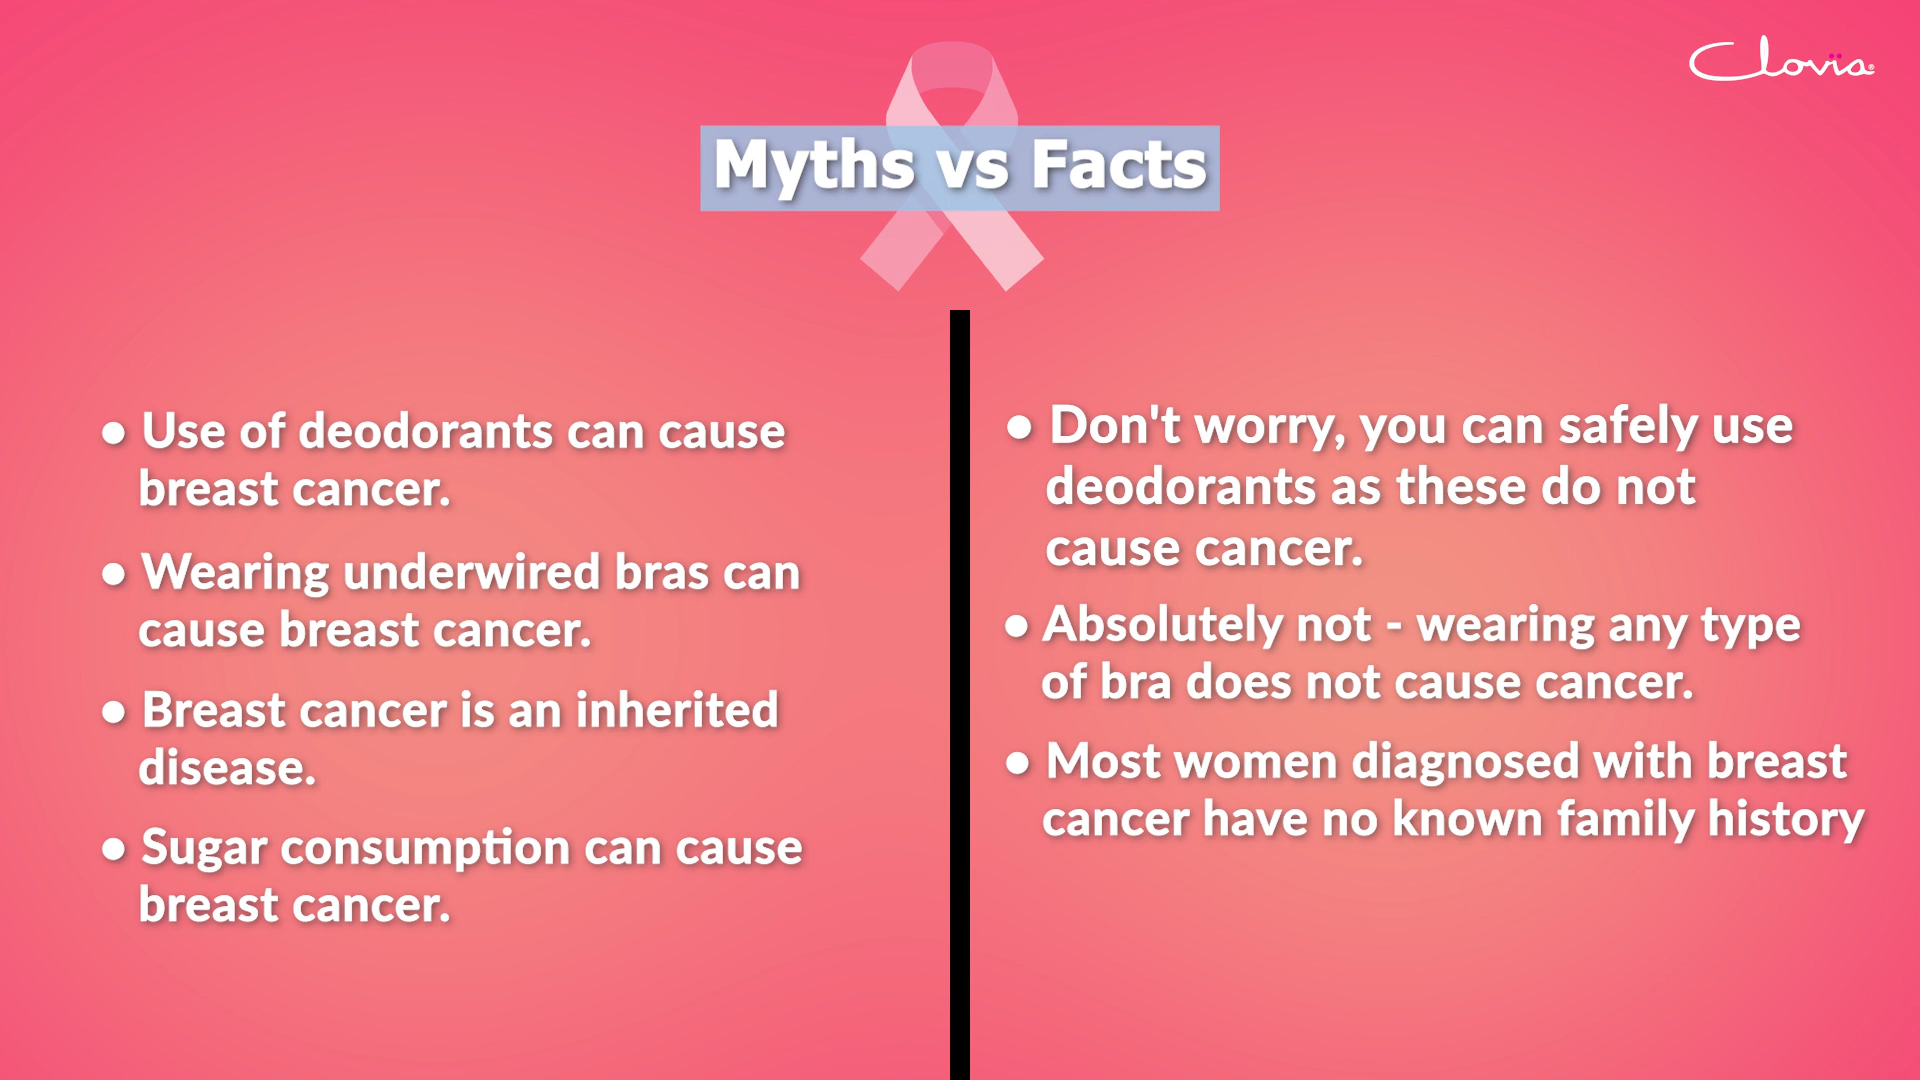 Clovia®
Myths vs Facts
● Use of deodorants can cause
breast cancer.
● Wearing underwired bras can
cause breast cancer.
● Breast cancer is an inherited
disease.
● Sugar consumption can cause
breast cancer.
● Don't worry, you can safely use
deodorants as these do not
cause cancer.
● Absolutely not - wearing any type
of bra does not cause cancer.
● Most women diagnosed with breast
cancer have no known family history